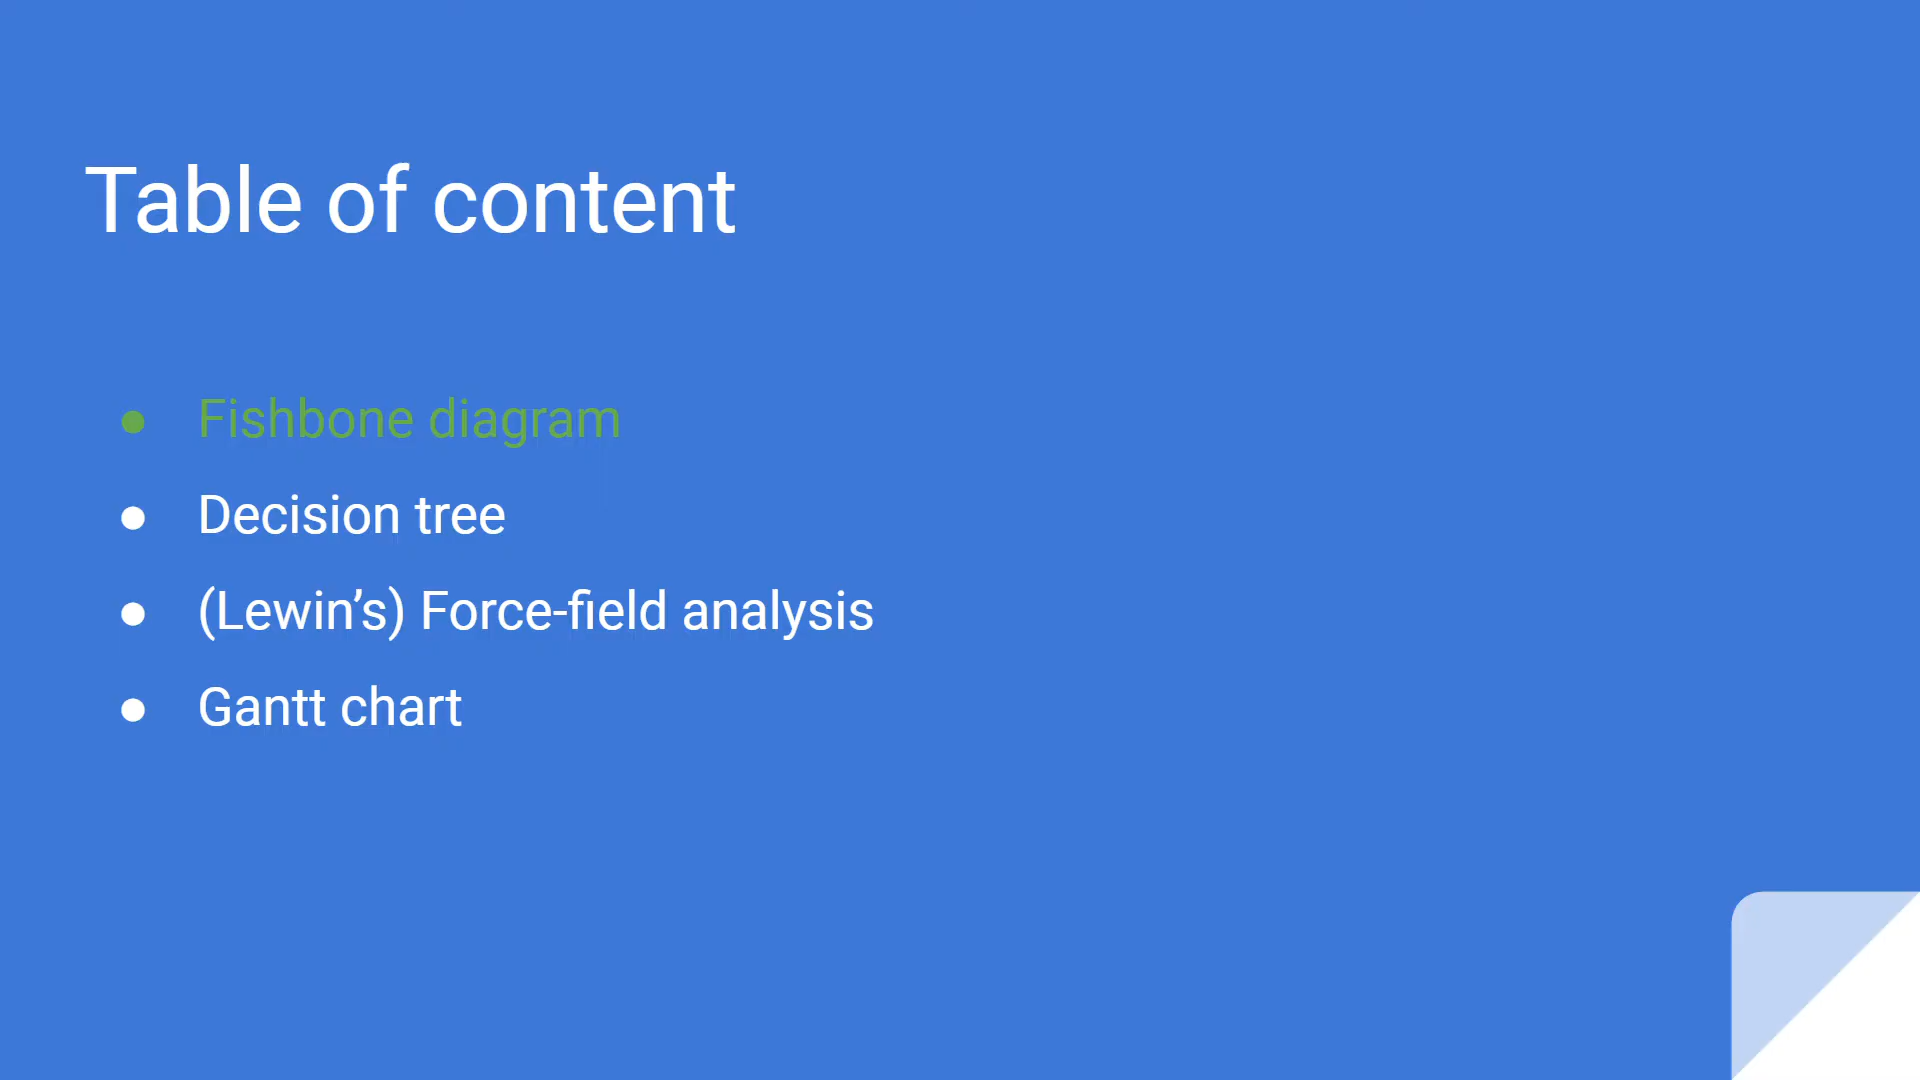 Table of content
● Fishbone diagram
● Decision tree
● (Lewin’s) Force-field analysis
● Gantt chart